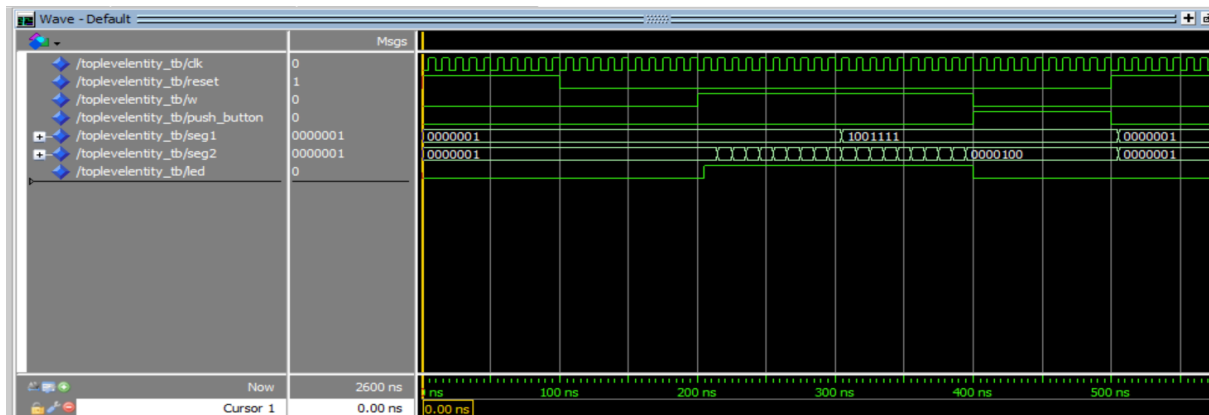 Wave - Default
Msgs
/toplevelentity_tb/clk 0
/toplevelentity_tb/reset 1
/toplevelentity_tb/w 0
/toplevelentity_tb/push_button 0
/toplevelentity_tb/seg1 0000001 0000001 1001111 0000001
/toplevelentity_tb/seg2 0000001 0000001 0000100 0000001
/toplevelentity_tb/led 0
Now 2600 ns ns 100 ns 200 ns 300 ns 400 ns 500 ns
Cursor 1 0.00 ns 0.00 ns